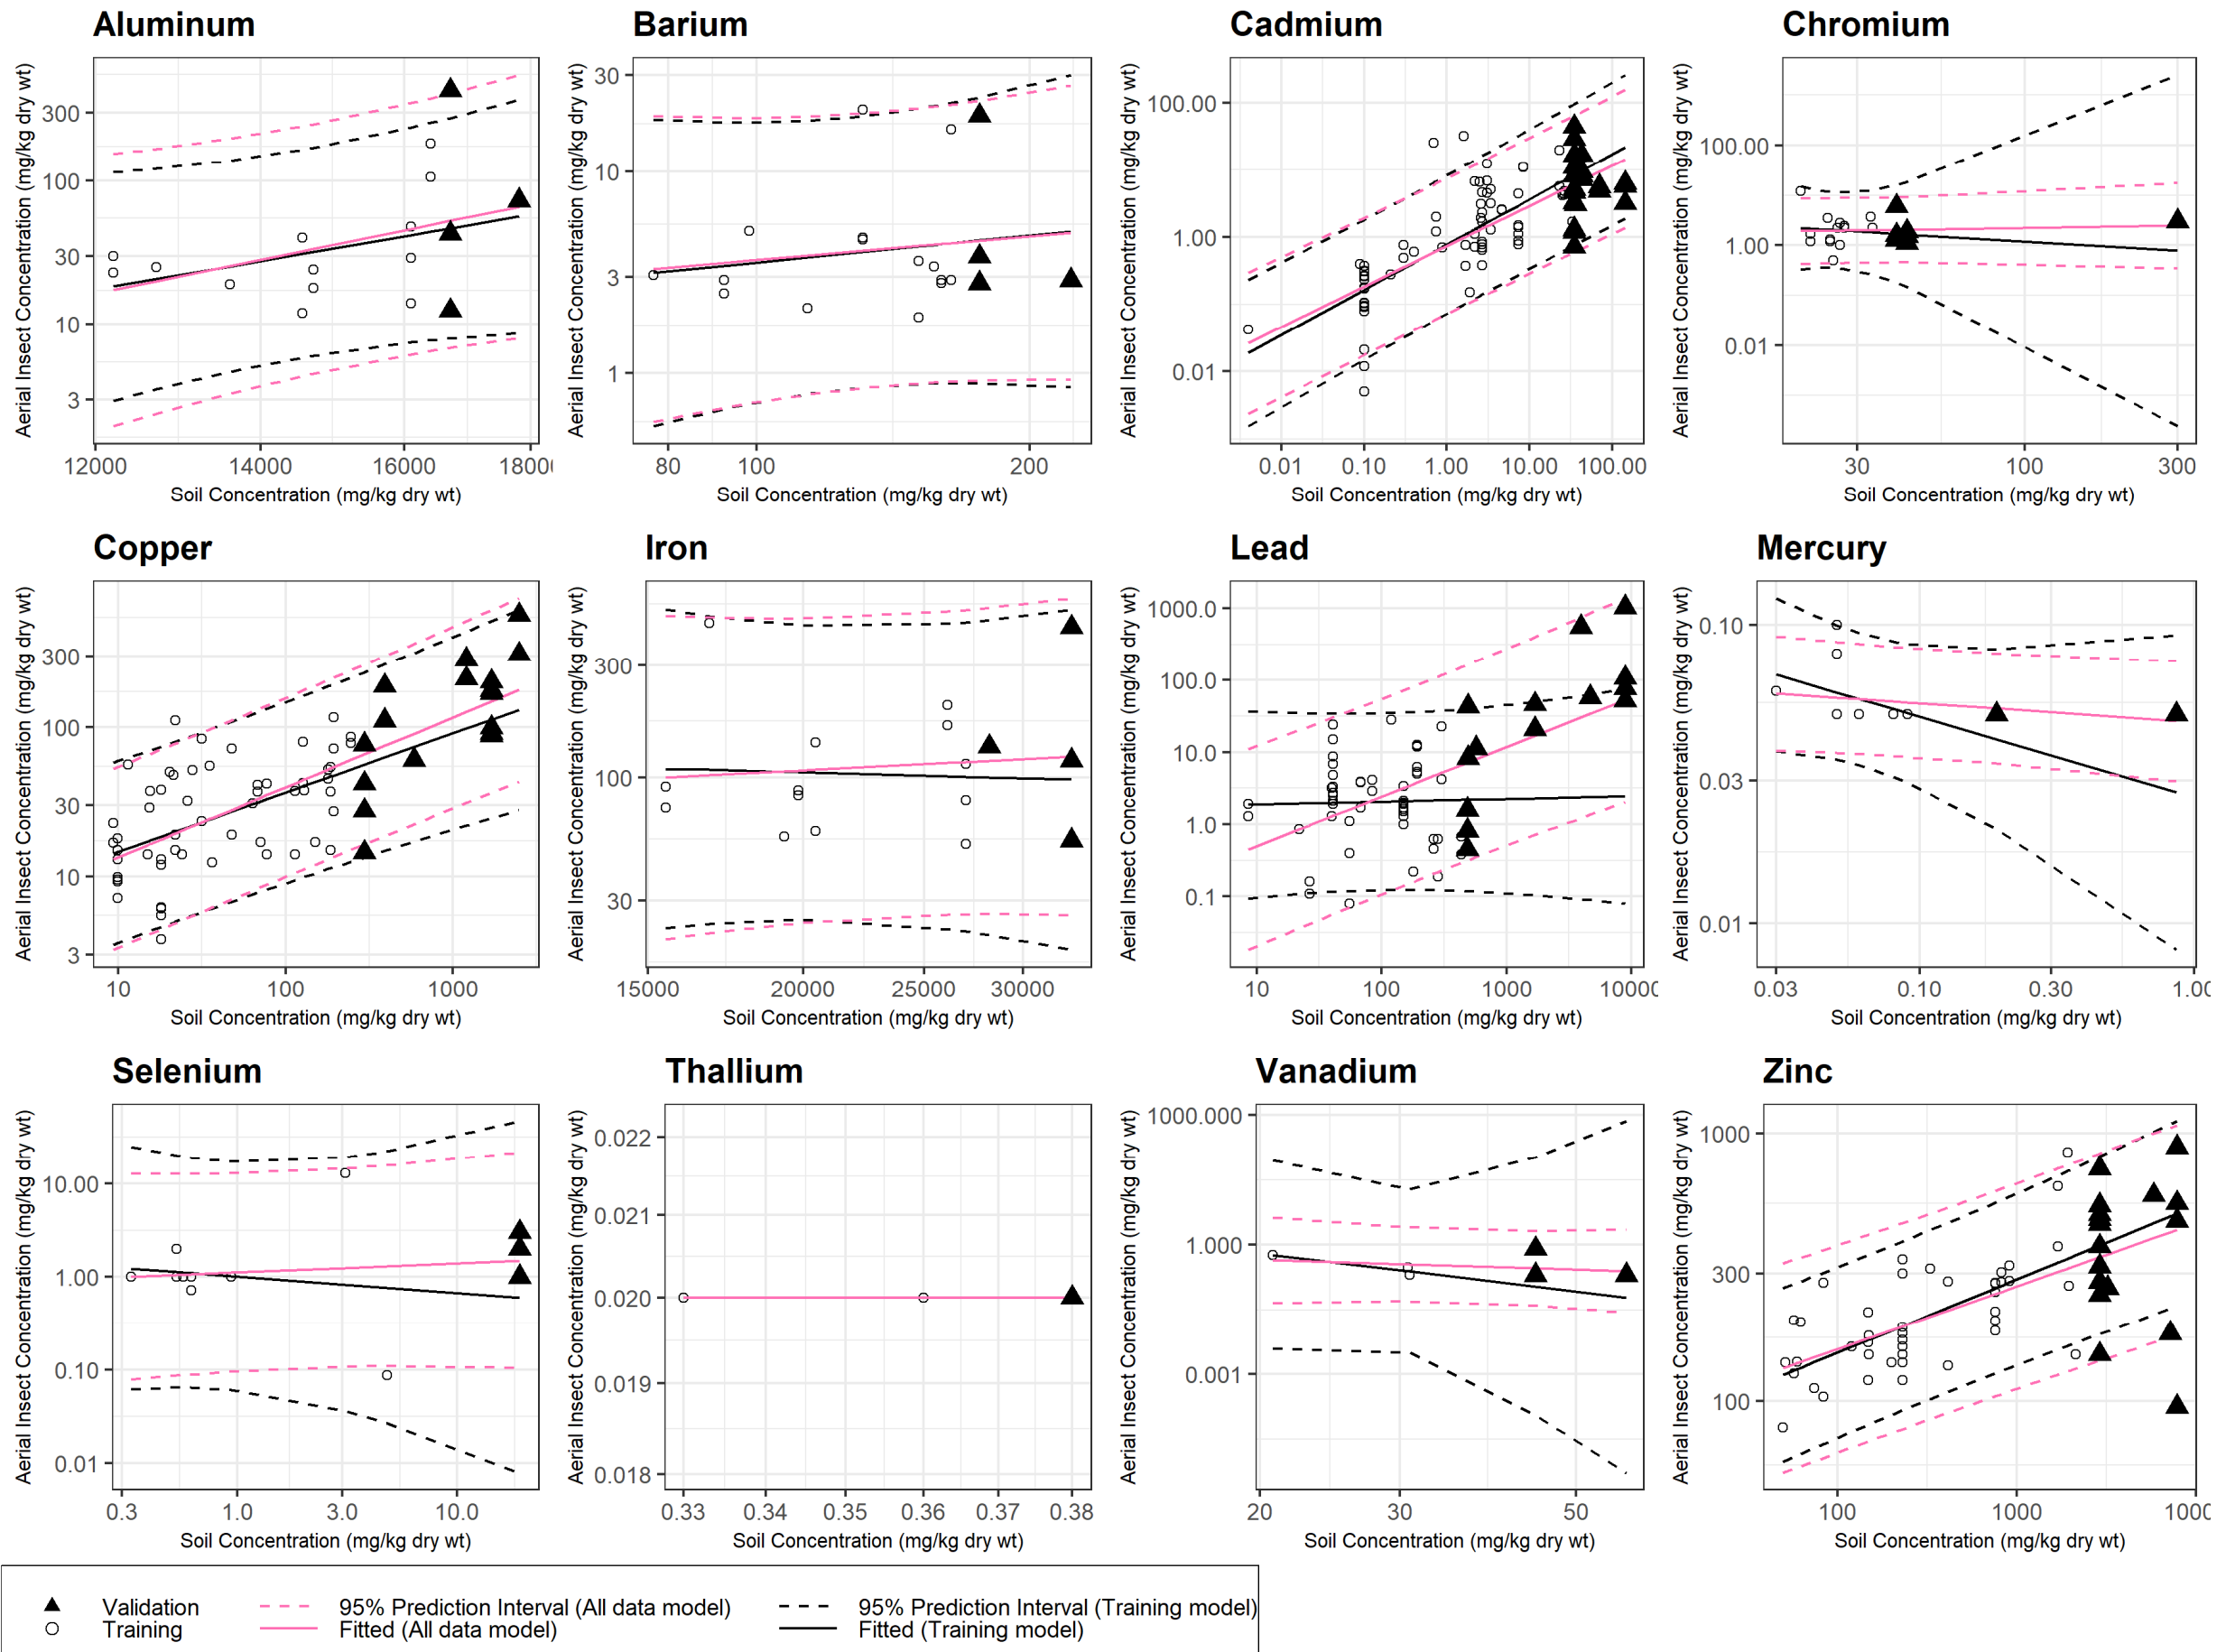 Aluminum
Barium
Cadmium
Chromium
Aerial Insect Concentration (mg/kg dry wt)
300
100
30
10
3
12000 14000 16000 1800
Soil Concentration (mg/kg dry wt)
Aerial Insect Concentration (mg/kg dry wt)
30
10
3
1
80 100 200
Soil Concentration (mg/kg dry wt)
Aerial Insect Concentration (mg/kg dry wt)
100.00
1.00
0.01
0.01 0.10 1.00 10.00 100.00
Soil Concentration (mg/kg dry wt)
Aerial Insect Concentration (mg/kg dry wt)
100.00
1.00
0.01
30 100 300
Soil Concentration (mg/kg dry wt)
Copper
Iron
Lead
Mercury
Aerial Insect Concentration (mg/kg dry wt)
300
100
30
10
3
10 100 1000
Soil Concentration (mg/kg dry wt)
Aerial Insect Concentration (mg/kg dry wt)
300
100
30
15000 20000 25000 30000
Soil Concentration (mg/kg dry wt)
Aerial Insect Concentration (mg/kg dry wt)
1000.0
100.0
10.0
1.0
0.1
10 100 1000 1000
Soil Concentration (mg/kg dry wt)
Aerial Insect Concentration (mg/kg dry wt)
0.10
0.03
0.01
0.03 0.10 0.30 1.0
Soil Concentration (mg/kg dry wt)
Selenium
Thallium
Vanadium
Zinc
Aerial Insect Concentration (mg/kg dry wt)
10.00
1.00
0.10
0.01
0.3 1.0 3.0 10.0
Soil Concentration (mg/kg dry wt)
Aerial Insect Concentration (mg/kg dry wt)
0.022
0.021
0.020
0.019
0.018
0.33 0.34 0.35 0.36 0.37 0.38
Soil Concentration (mg/kg dry wt)
Aerial Insect Concentration (mg/kg dry wt)
1000.000
1.000
0.001
20 30 50
Soil Concentration (mg/kg dry wt)
Aerial Insect Concentration (mg/kg dry wt)
1000
300
100
100 1000 100
Soil Concentration (mg/kg dry wt)
Validation
Training
95% Prediction Interval (All data model)
Fitted (All data model)
95% Prediction Interval (Training model)
Fitted (Training model)